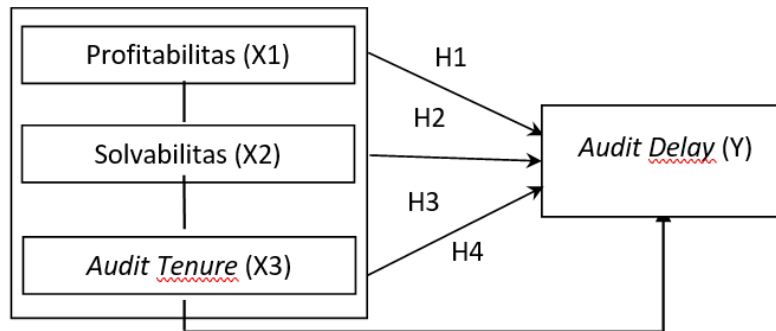 Profitabilitas (X1)
H1
H2
Solvabilitas (X2)
Audit Delay (Y)
H3
H4
Audit Tenure (X3)